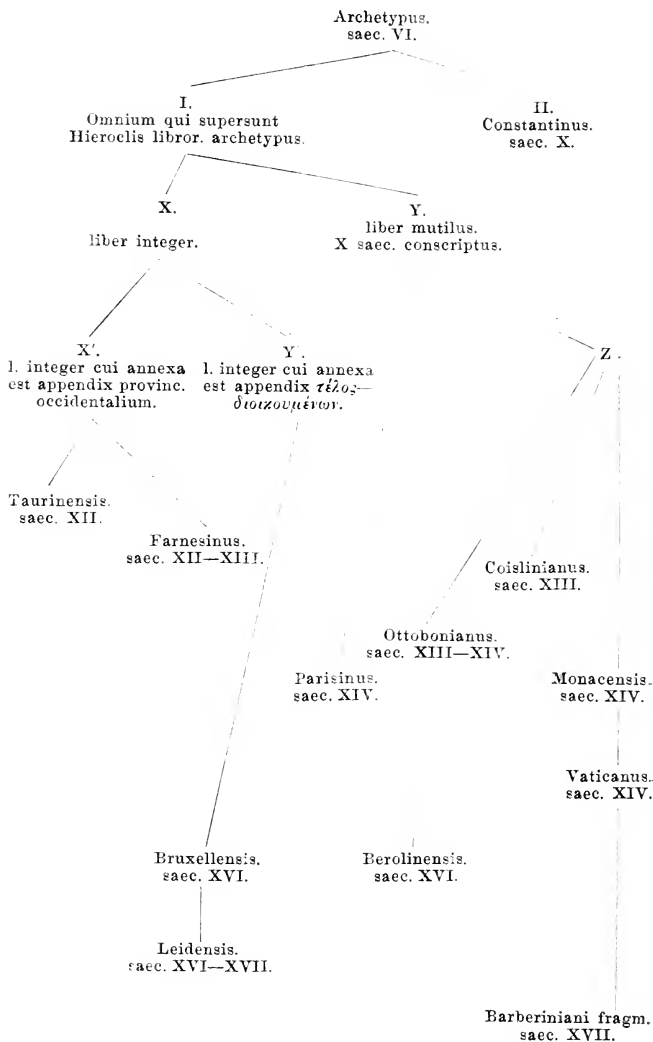 Archetypus.
saec. VI.
I.
Omnium qui supersunt
Hieroclis libror. archetypus.
II.
Constantinus.
saec. X.
X.
liber integer.
Y.
liber mutilus.
X saec. conscriptus.
X'.
l. integer cui annexa
est appendix provinc.
occidentalium.
Y'
l. integer cui annexa
est appendix τέλος—
διοικουμένων.
Z.
Taurinensis.
saec. XII.
Farnesinus.
saec. XII—XIII.
Coislinianus.
saec. XIII.
Ottobonianus.
saec. XIII—XIV.
Parisinus.
saec. XIV.
Monacensis.
saec. XIV.
Vaticanus.
saec. XIV.
Bruxellensis.
saec. XVI.
Berolinensis.
saec. XVI.
Leidensis.
saec. XVI—XVII.
Barberiniani fragm.
saec. XVII.